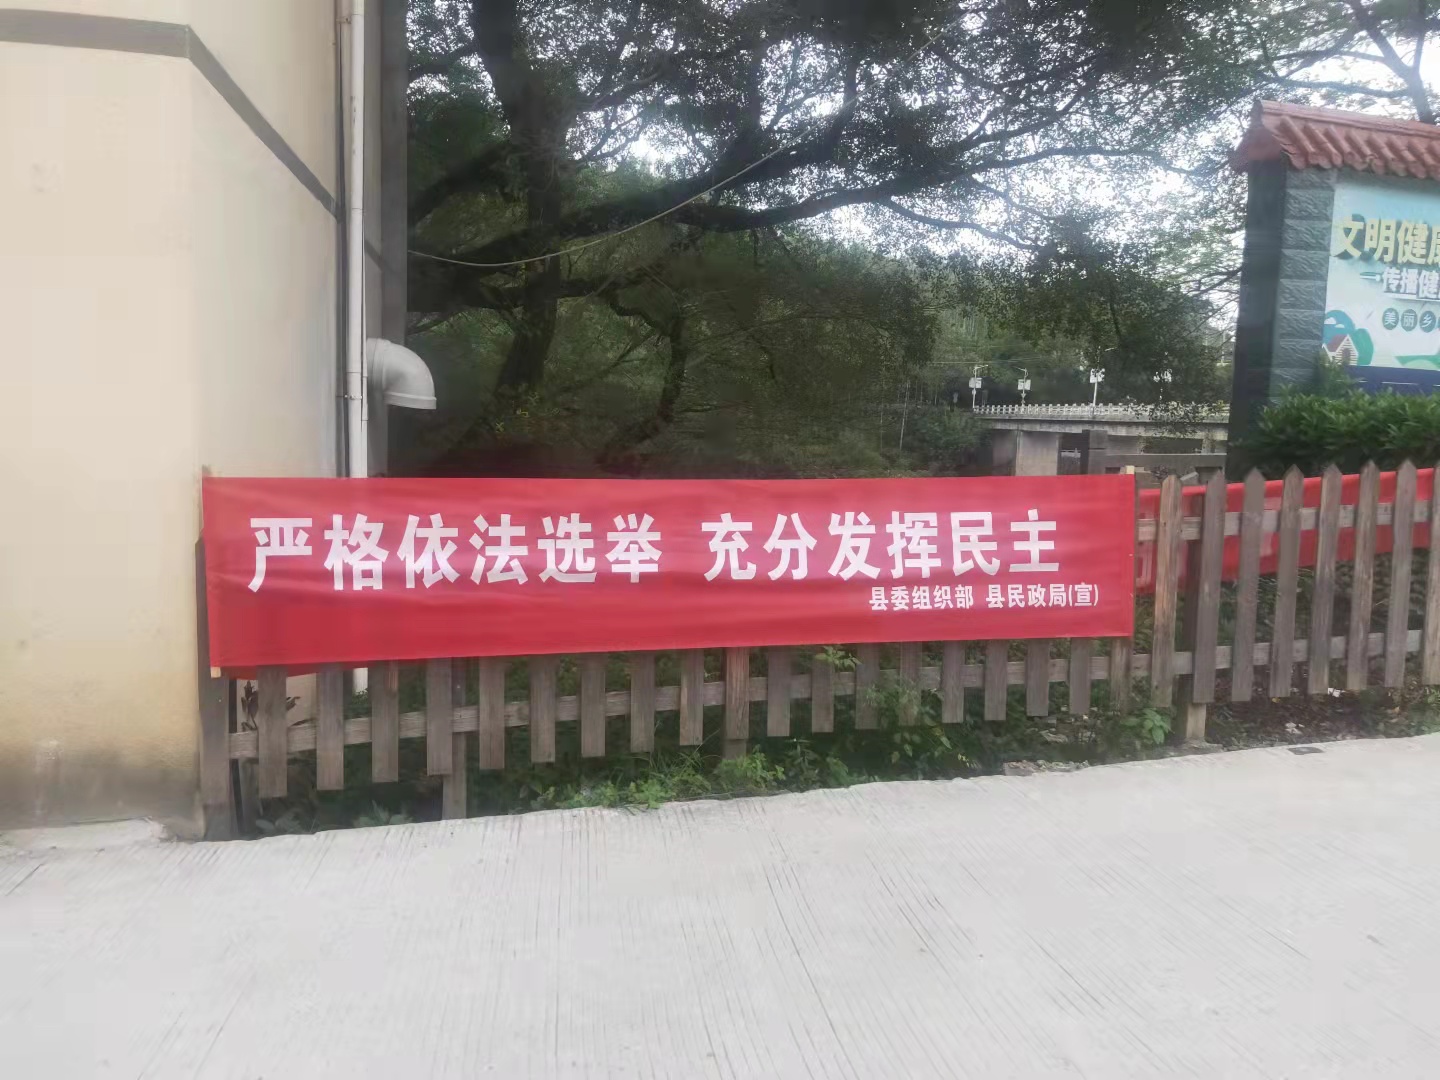 严格依法选举 充分发挥民主
县委组织部 县民政局(宣)
文明健康
传播健
美丽乡